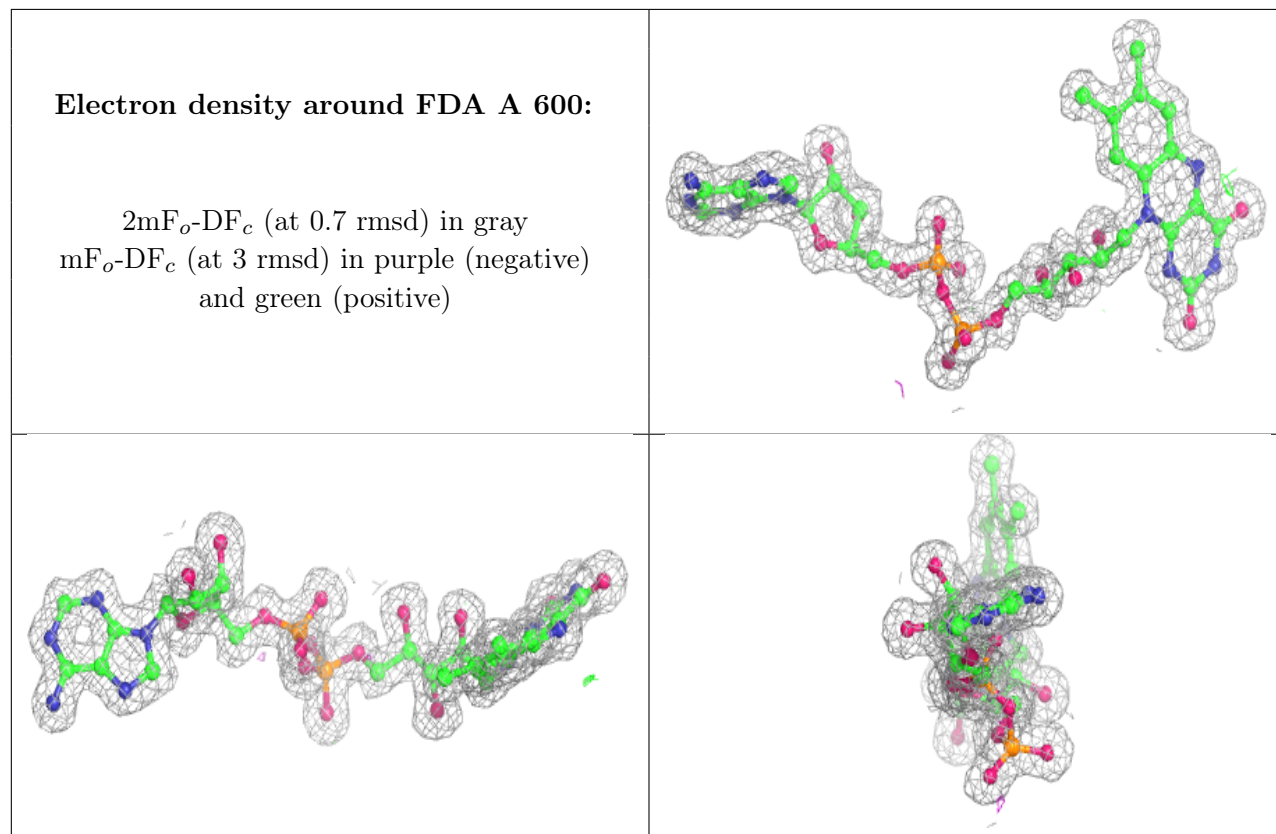 Electron density around FDA A 600:
2mFₒ-DF𝒸 (at 0.7 rmsd) in gray
mFₒ-DF𝒸 (at 3 rmsd) in purple (negative)
and green (positive)